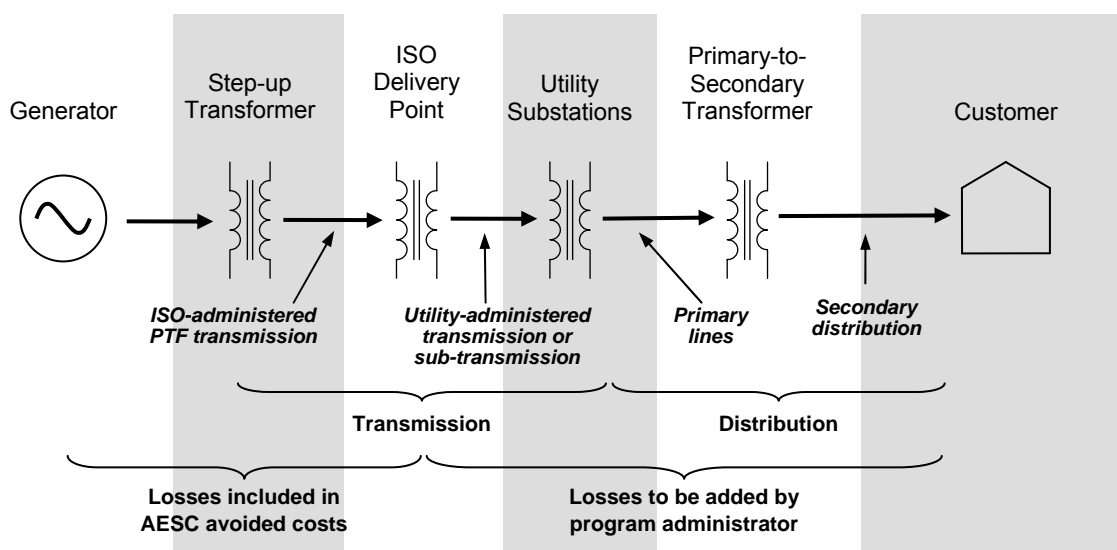 Generator
Step-up
Transformer
ISO
Delivery
Point
Utility
Substations
Primary-to-
Secondary
Transformer
Customer
ISO-administered
PTF transmission
Utility-administered
transmission or
sub-transmission
Primary
lines
Secondary
distribution
Transmission
Distribution
Losses included in
AESC avoided costs
Losses to be added by
program administrator